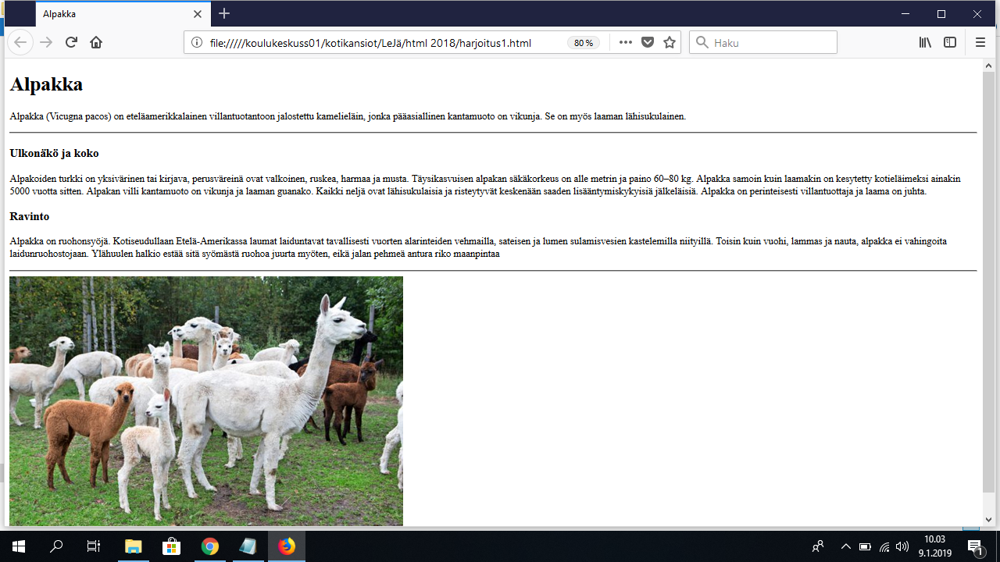 Alpakka
file://///koulukeskuss01/kotikansiot/LeJä/html 2018/harjoitus1.html
80 %
Haku
Alpakka
Alpakka (Vicugna pacos) on eteläamerikkalainen villantuotantoon jalostettu kamelieläin, jonka pääasiallinen kantamuoto on vikunja. Se on myös laaman lähisukulainen.
Ulkonäkö ja koko
Alpakoiden turkki on yksivärinen tai kirjava, perusväreinä ovat valkoinen, ruskea, harmaa ja musta. Täysikasvuisen alpakan säkäkorkeus on alle metrin ja paino 60–80 kg. Alpakka samoin kuin laamakin on kesytetty kotieläimeksi ainakin
5000 vuotta sitten. Alpakan villi kantamuoto on vikunja ja laaman guanako. Kaikki neljä ovat lähisukulaisia ja risteytyvät keskenään saaden lisääntymiskykyisiä jälkeläisiä. Alpakka on perinteisesti villantuottaja ja laama on juhta.
Ravinto
Alpakka on ruohonsyöjä. Kotiseudullaan Etelä-Amerikassa laumat laiduntavat tavallisesti vuorten alarinteiden vehmailla, sateisen ja lumen sulamisvesien kastelemilla niityillä. Toisin kuin vuohi, lammas ja nauta, alpakka ei vahingoita
laidunruohostojaan. Ylähuulen halkio estää sitä syömästä ruohoa juurta myöten, eikä jalan pehmeä antura riko maanpintaa
10.03
9.1.2019
1